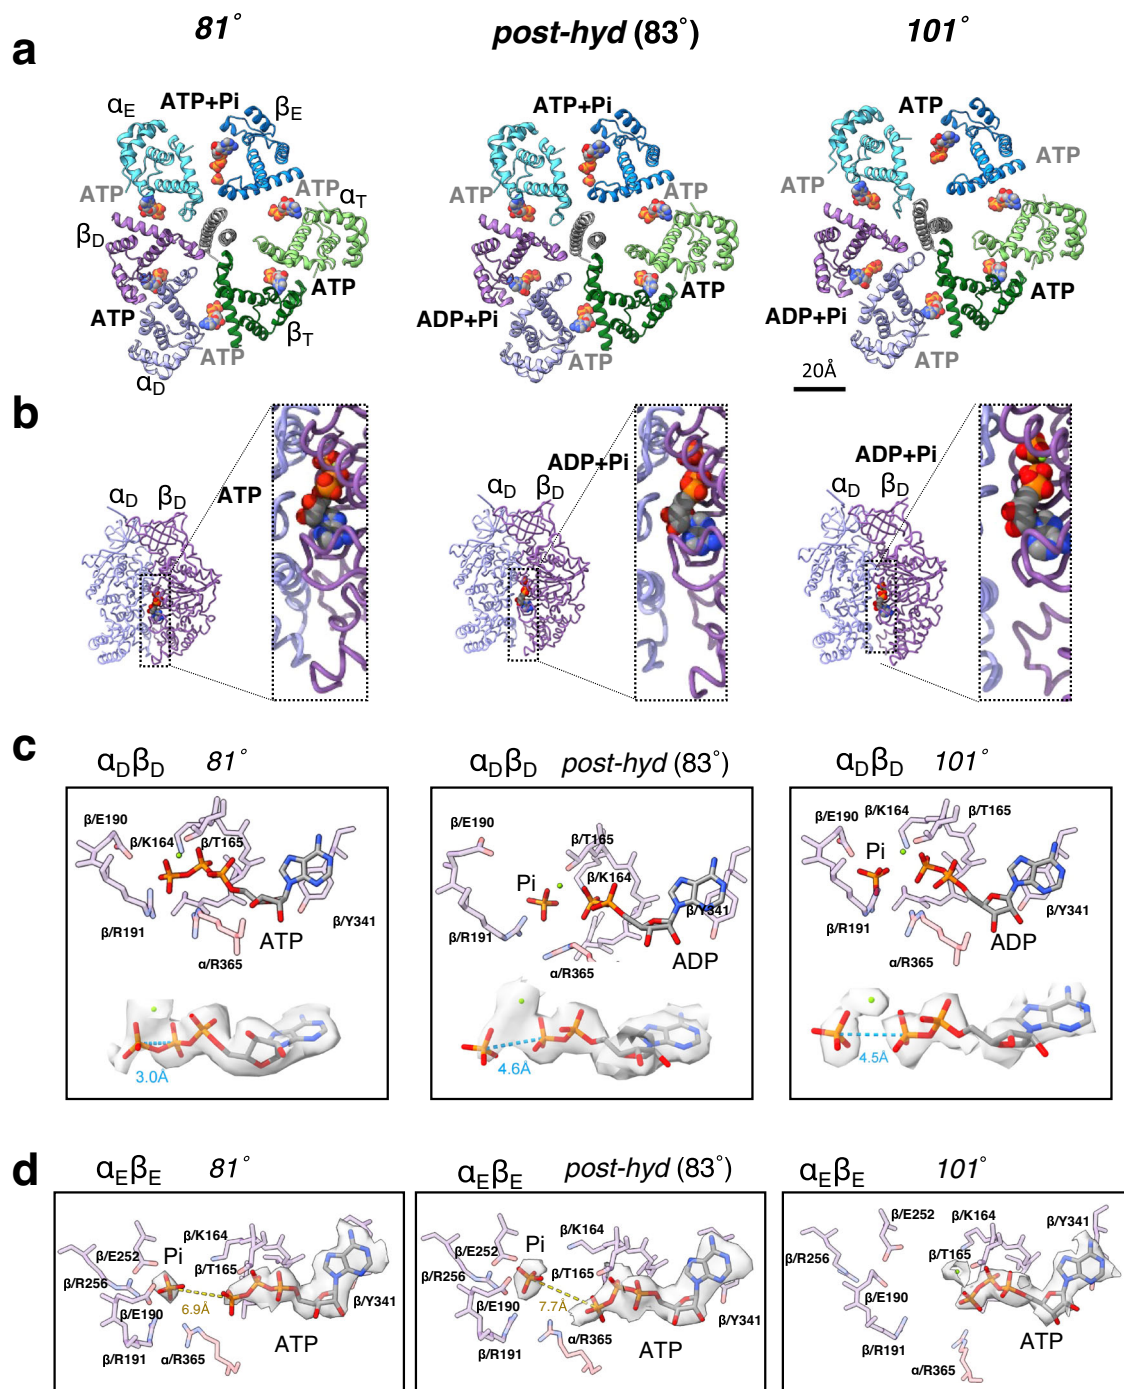 81° post-hyd (83°) 101°
a
αE ATP+Pi βE ATP+Pi ATP
ATP ATP αT ATP ATP ATP ATP
βD
ATP ATP ADP+Pi ATP ADP+Pi ATP
βT
ATP ATP ATP
αD
20Å
b
αD βD ATP
αD βD ADP+Pi
αD βD ADP+Pi
c
αDβD 81°
β/E190 β/K164 β/T165
β/R191 α/R365 ATP β/Y341
3.0Å
αDβD post-hyd (83°)
β/E190 β/T165
Pi β/K164
β/R191 β/Y341
α/R365 ADP
4.6Å
αDβD 101°
β/E190 β/K164 β/T165
Pi
β/R191 β/Y341
α/R365 ADP
4.5Å
d
αEβE 81°
β/K164
β/E252 Pi
β/R256 β/T165
6.9Å
β/E190 β/Y341
β/R191 α/R365 ATP
αEβE post-hyd (83°)
β/K164
β/E252 Pi
β/R256 β/T165
β/E190 7.7Å
β/R191 α/R365 ATP β/Y341
αEβE 101°
β/E252 β/K164 β/Y341
β/R256 β/T165
β/E190
β/R191 α/R365 ATP